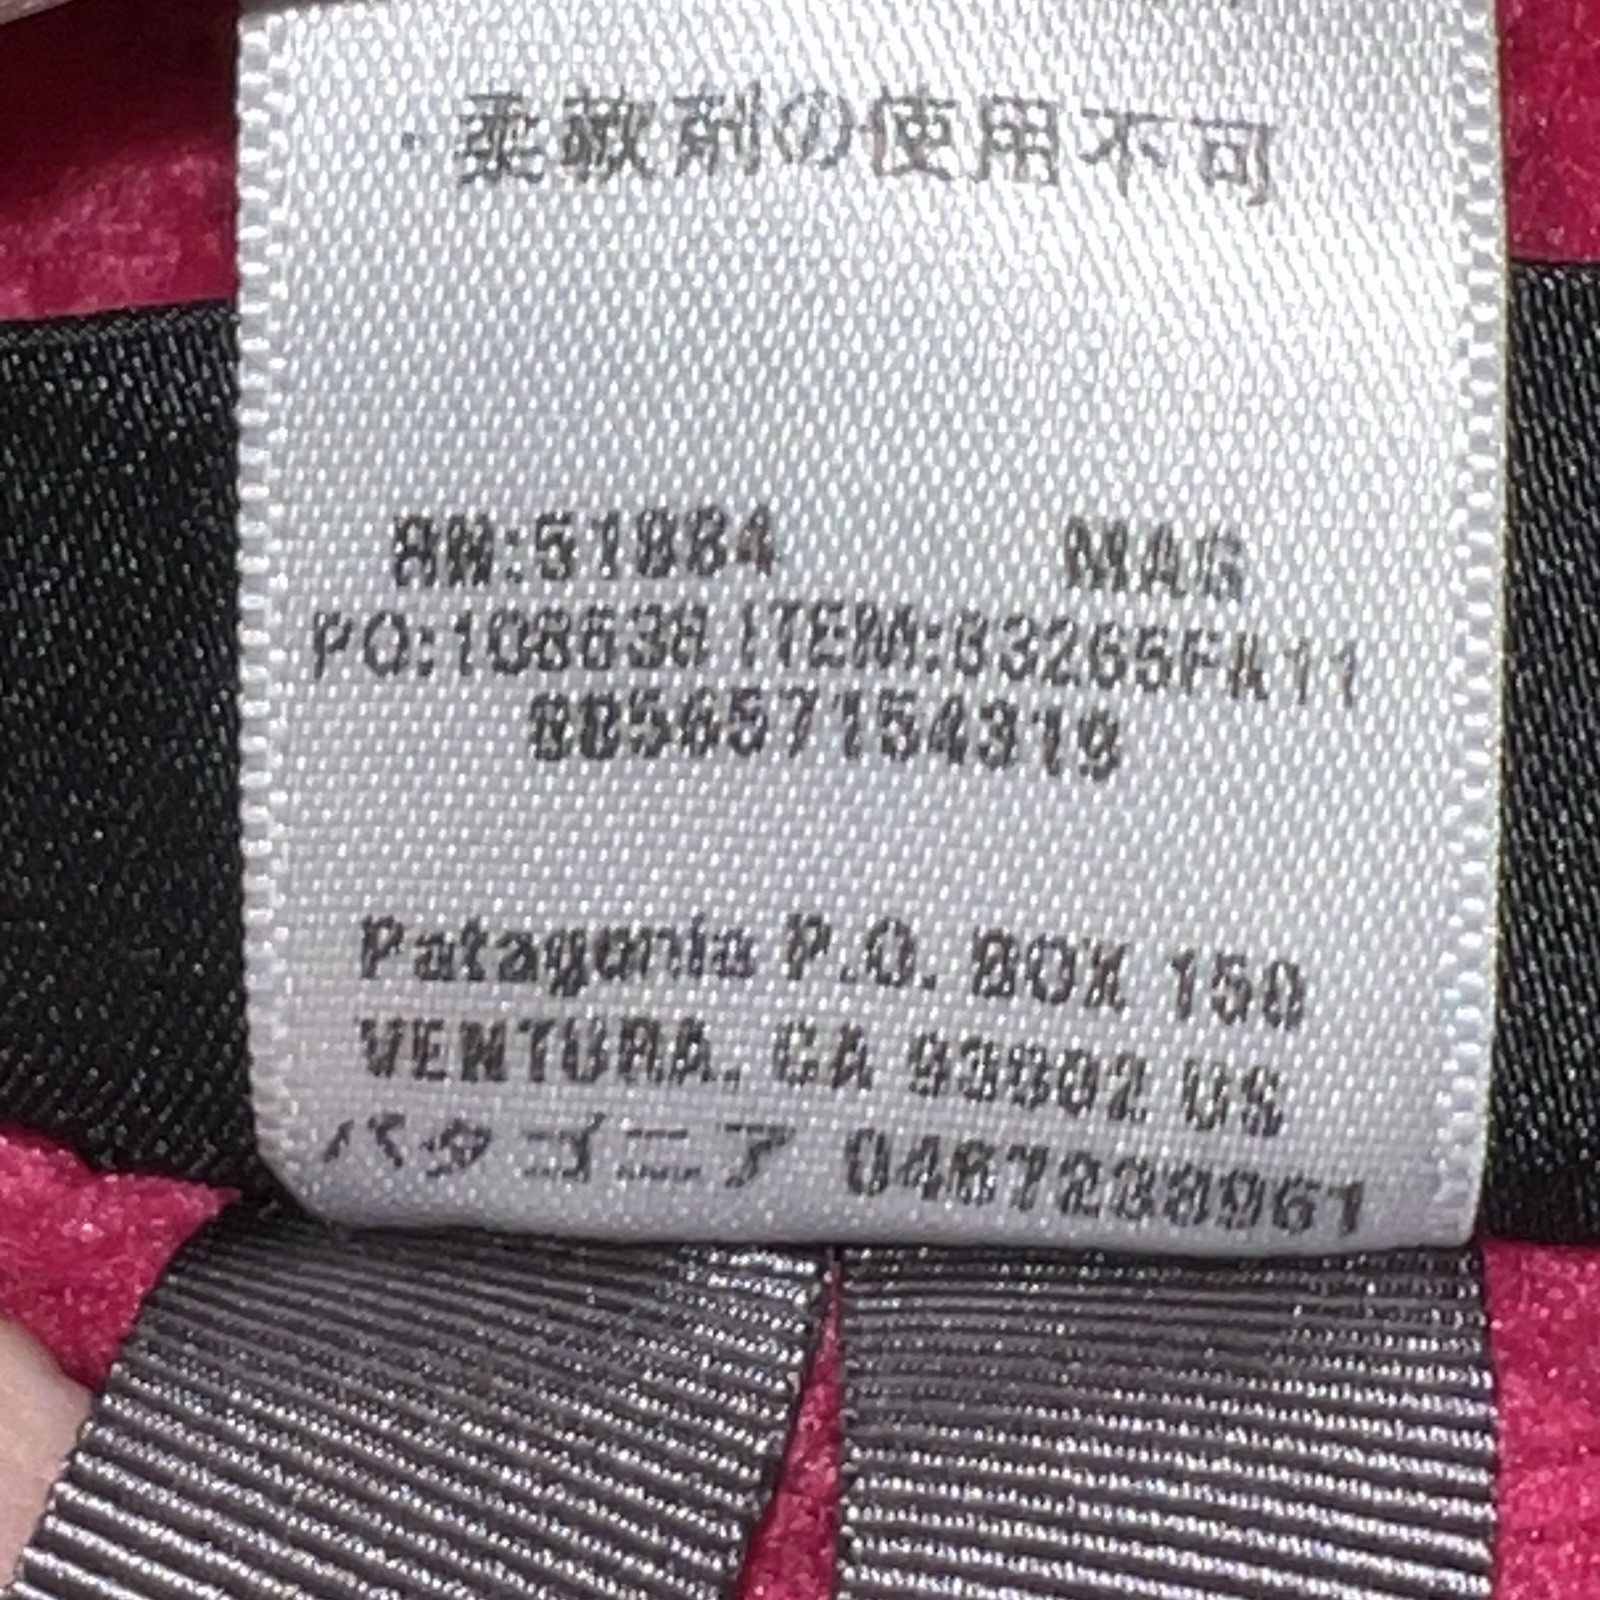 ・柔軟剤の使用不可
RN:51884 MAG
PO:108638 ITEM:83265FA11
885657154319
Patagonia P.O. BOX 150
VENTURA, CA 93002 US
パタゴニア 0467238961